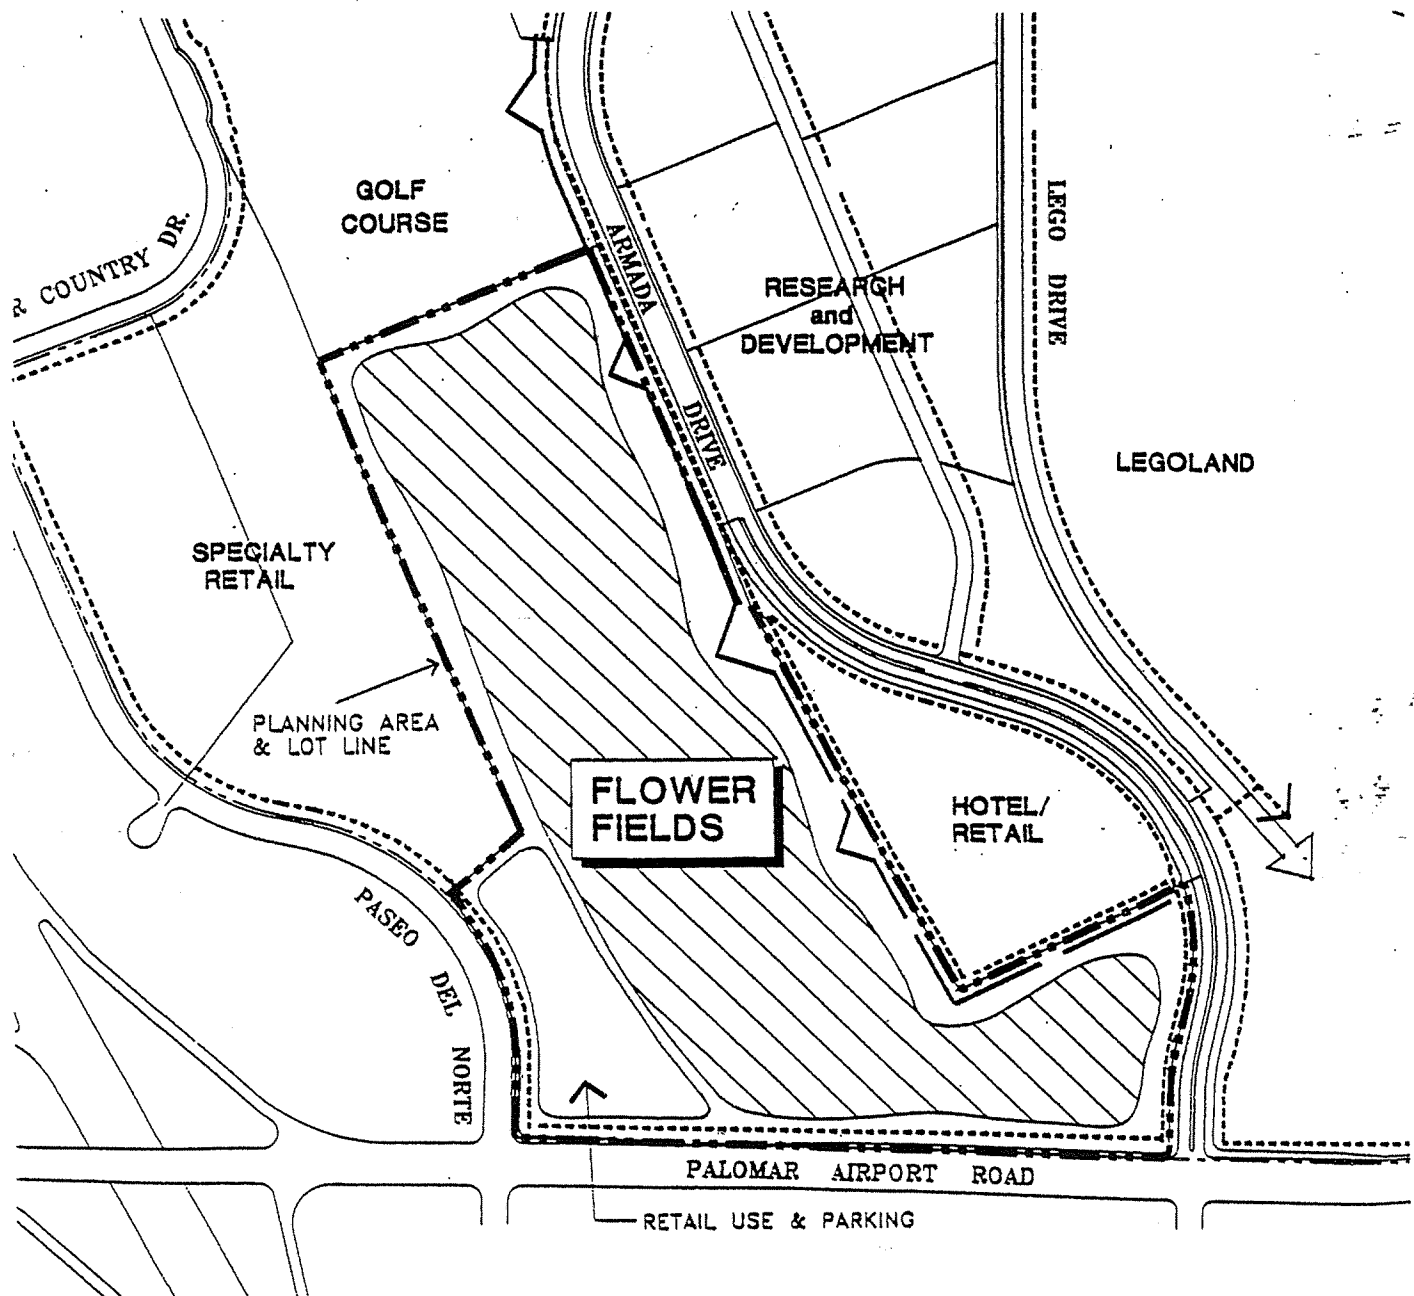 GOLF
COURSE
R COUNTRY DR.
ARMADA DRIVE
LEGO DRIVE
RESEARCH
and
DEVELOPMENT
LEGOLAND
SPECIALTY
RETAIL
PLANNING AREA
& LOT LINE
FLOWER
FIELDS
HOTEL/
RETAIL
PASEO DEL NORTE
PALOMAR AIRPORT ROAD
RETAIL USE & PARKING